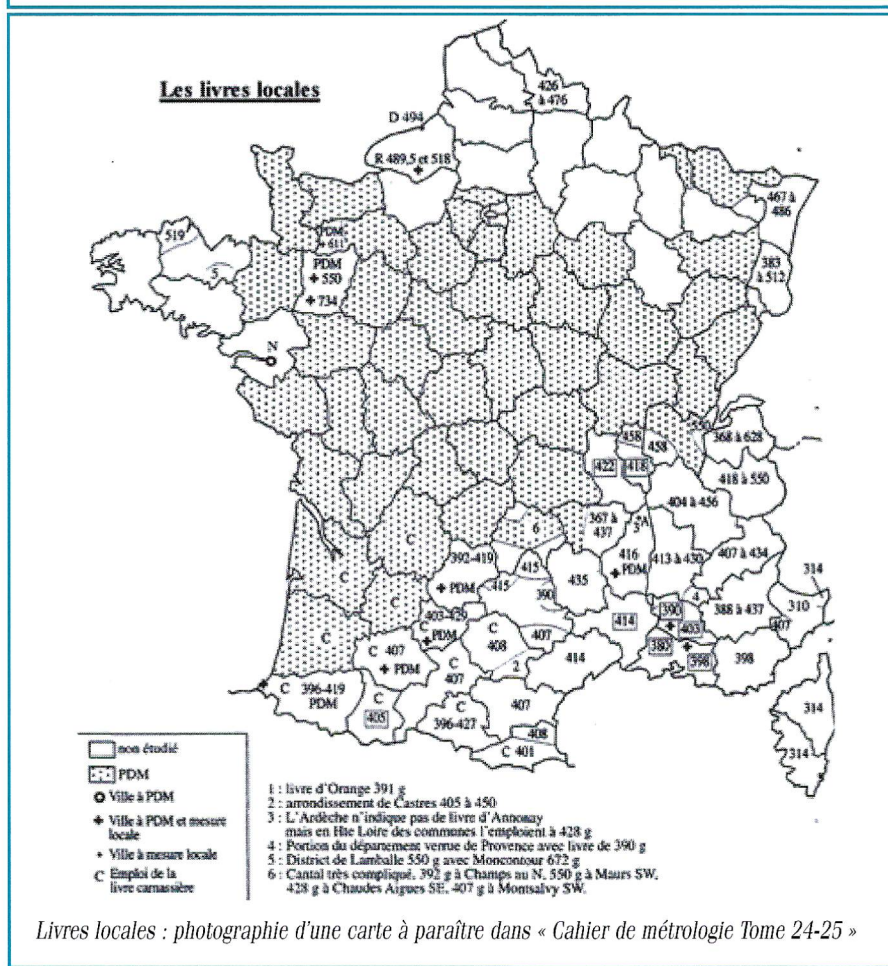 Les livres locales
426
à 476
D 494
R 489,5 et 518
467 à
486
519
PDM
+ 611
PDM
550
734
5
383
à 512
N
550
458
458
368 à 628
422
418
418 à 550
404 à 456
6
367 à
437
3
A
C
392-419
PDM
415
415
390
435
416
PDM
413 à 430
407 à 434
314
C
C
403-429
C
PDM
C
408
407
414
4
390
403
388 à 437
310
407
C
C 407
PDM
C
407
2
414
380
398
398
C 396-419
PDM
C
405
C
396-427
407
408
C 401
314
314
non étudié
PDM
Ville à PDM
Ville à PDM et mesure
locale
Ville à mesure locale
C Emploi de la
livre carnassière
1 : livre d'Orange 391 g
2 : arrondissement de Castres 405 à 450
3 : L'Ardèche n'indique pas de livre d'Annonay
mais en Hte Loire des communes l'emploient à 428 g
4 : Portion du département venue de Provence avec livre de 390 g
5 : District de Lamballe 550 g avec Moncontour 672 g
6 : Cantal très compliqué, 392 g à Champs au N, 550 g à Maurs SW,
428 g à Chaudes Aigues SE, 407 g à Montsalvy SW.
Livres locales : photographie d'une carte à paraître dans « Cahier de métrologie Tome 24-25 »